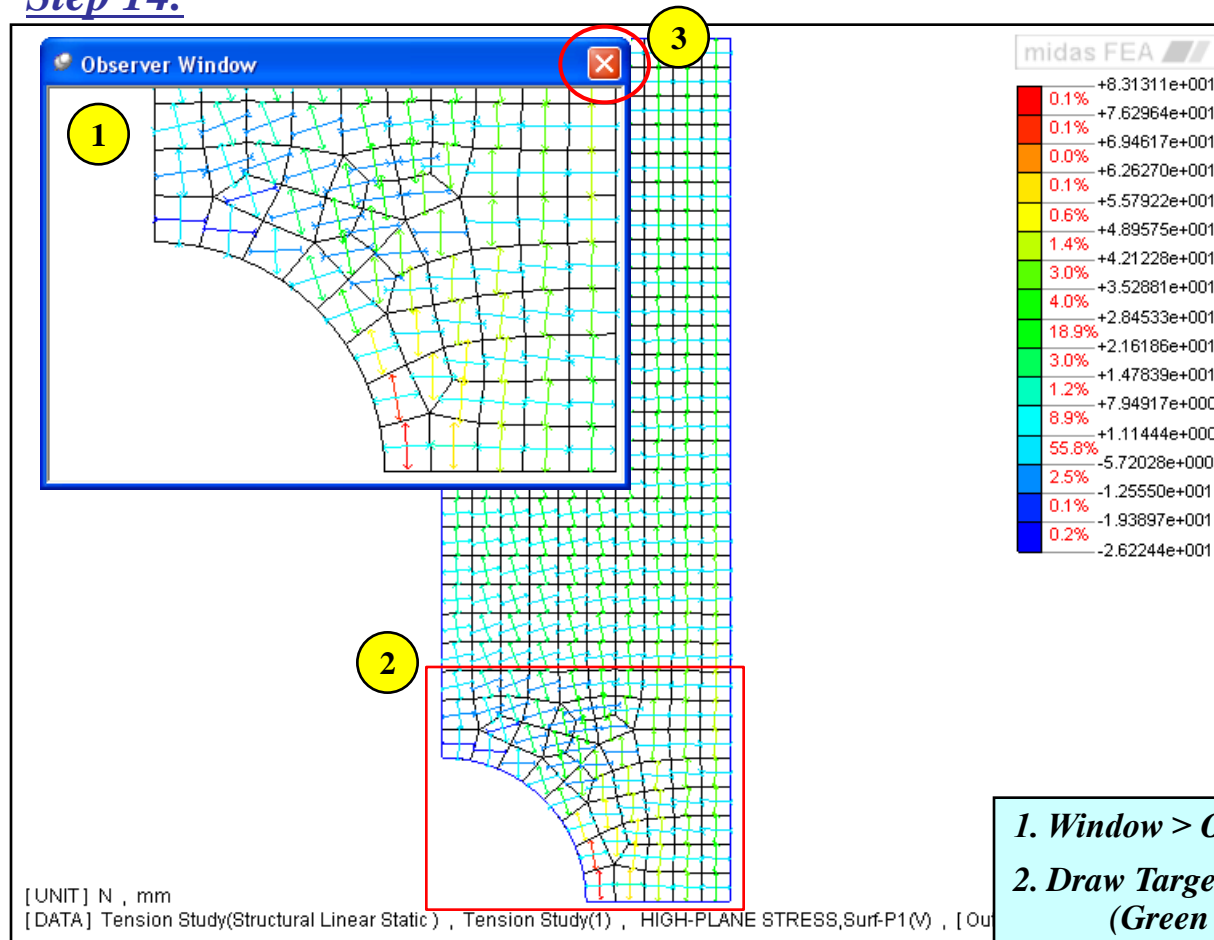 Step 14:
Observer Window
1
3
2
midas FEA
+8.31311e+001
0.1%
+7.62964e+001
0.1%
+6.94617e+001
0.0%
+6.26270e+001
0.1%
+5.57922e+001
0.6%
+4.89575e+001
1.4%
+4.21228e+001
3.0%
+3.52881e+001
4.0%
+2.84533e+001
18.9%
+2.16186e+001
3.0%
+1.47839e+001
1.2%
+7.94917e+000
8.9%
+1.11444e+000
55.8%
-5.72028e+000
2.5%
-1.25550e+001
0.1%
-1.93897e+001
0.2%
-2.62244e+001
[UNIT] N , mm
[DATA] Tension Study(Structural Linear Static) , Tension Study(1) , HIGH-PLANE STRESS,Surf-P1(V) , [Ou
1. Window > O
2. Draw Targe
(Green